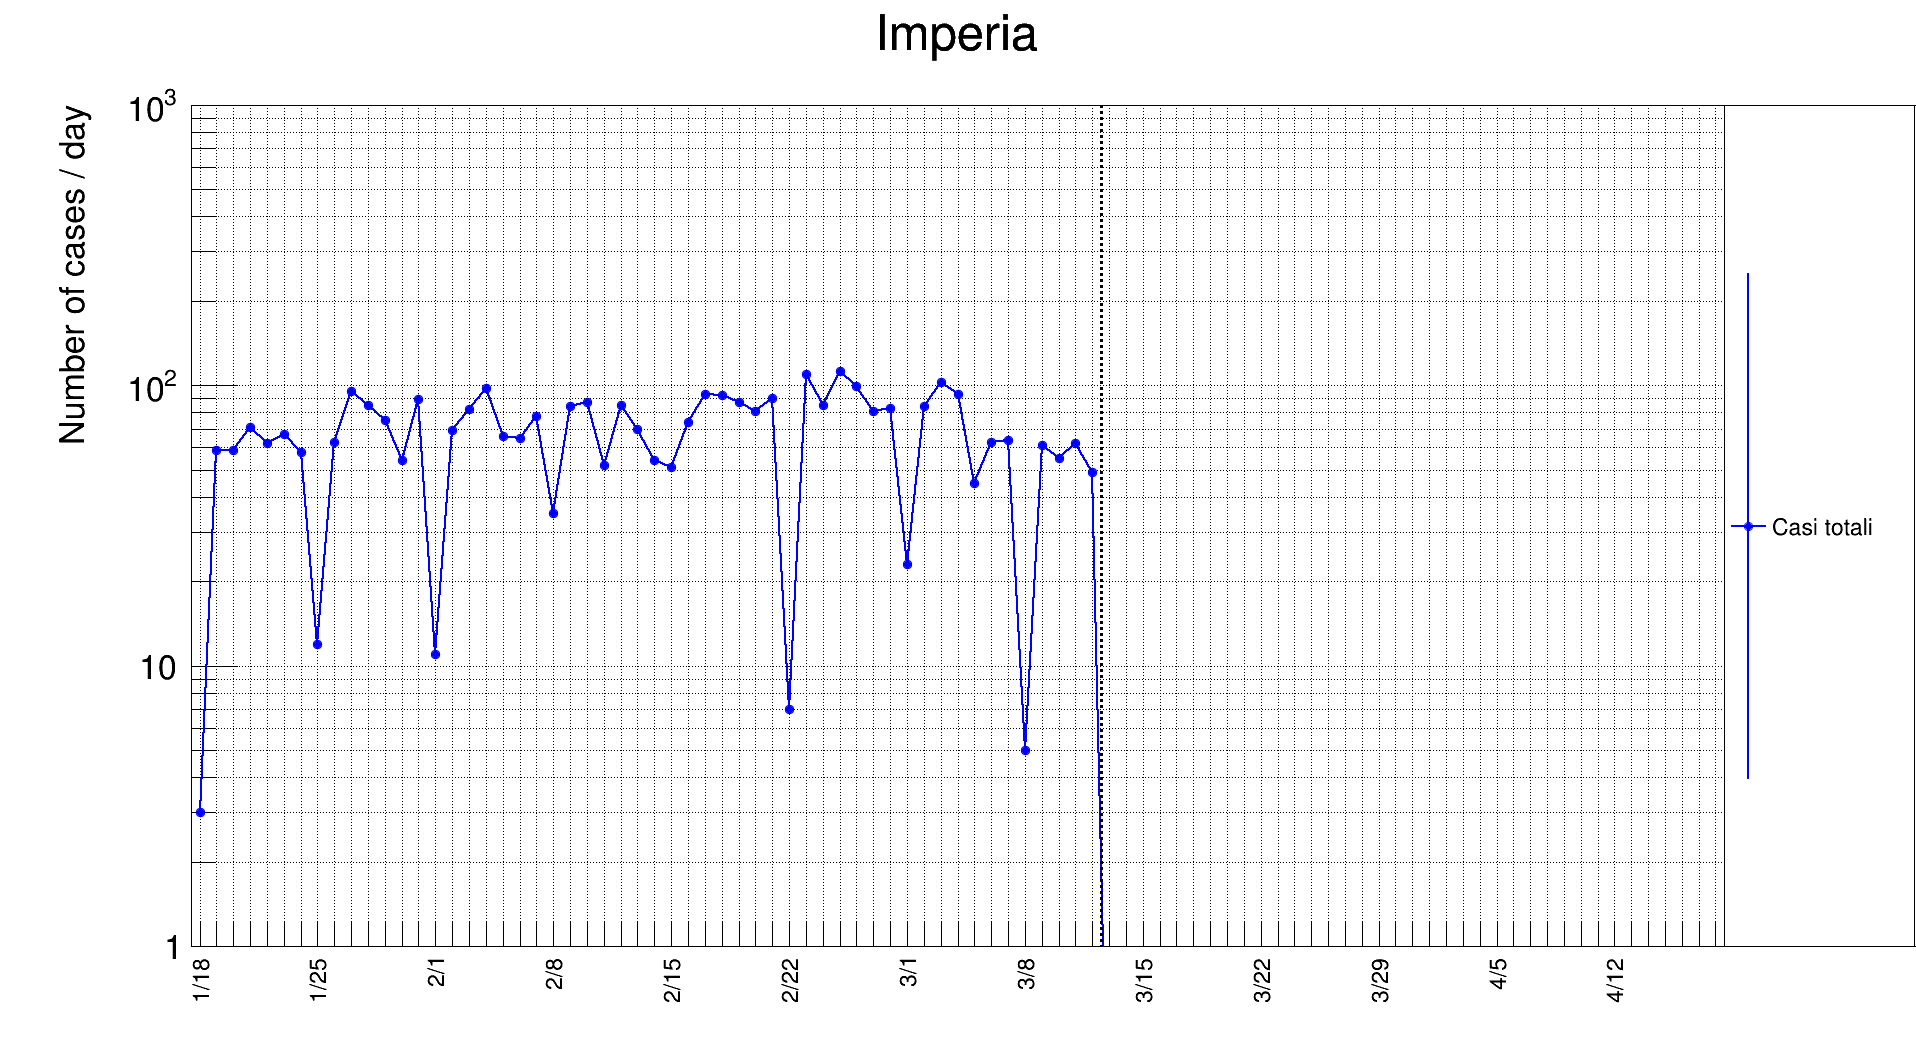 Imperia
Number of cases / day
10³
10²
10
1
1/18 1/25 2/1 2/8 2/15 2/22 3/1 3/8 3/15 3/22 3/29 4/5 4/12
Casi totali